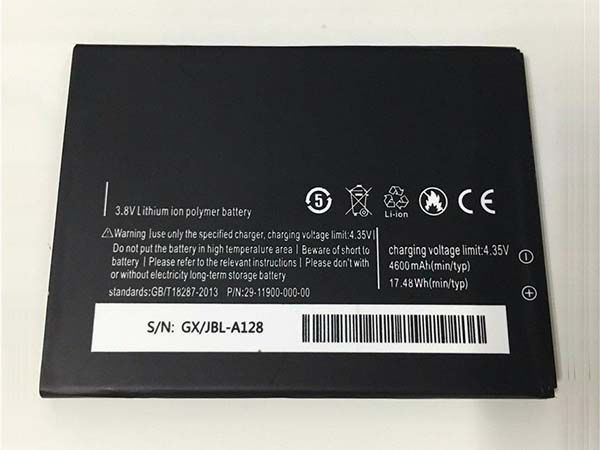 5
3.8V Lithium ion polymer battery
Li-ion
CE
Warning |use only the specified charger, charging voltage limit:4.35V|
Do not put the battery in high temperature area | Beware of short to
battery | Please refer to the relevant instructions | Please don't with
or without electricity long-term storage battery
charging voltage limit:4.35V
4600mAh(min/typ)
17.48Wh(min/typ)
standards:GB/T18287-2013 P/N:29-11900-000-00
S/N: GX/JBL-A128